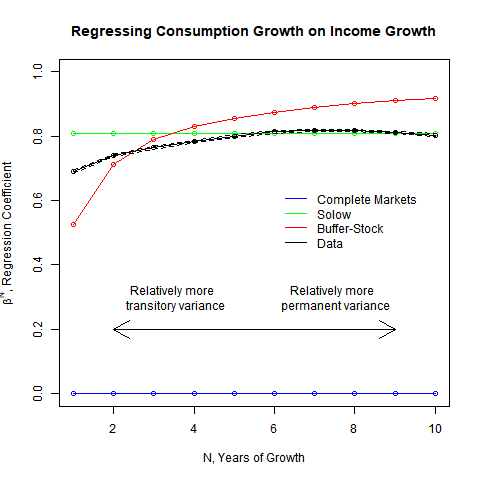 Regressing Consumption Growth on Income Growth
β^N, Regression Coefficient
1.0
0.8
0.6
0.4
0.2
0.0
Complete Markets
Solow
Buffer-Stock
Data
Relatively more
transitory variance
Relatively more
permanent variance
2
4
6
8
10
N, Years of Growth